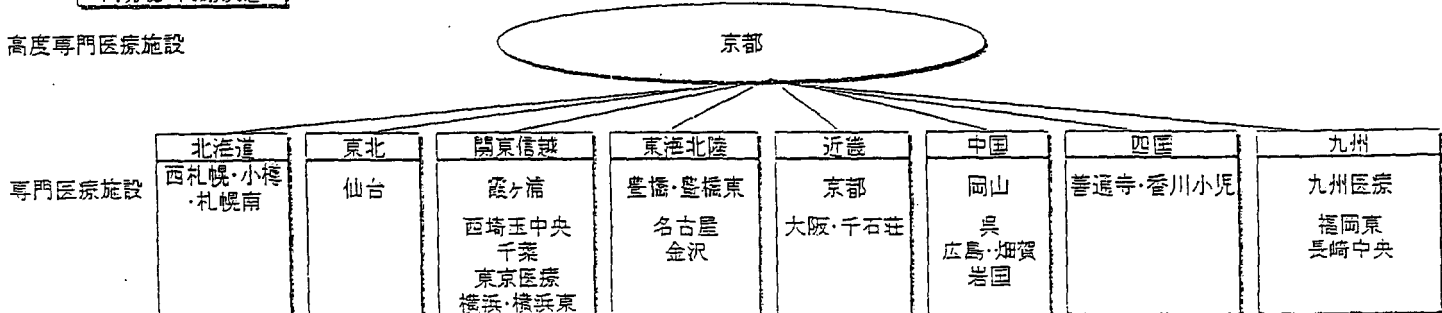 高度専門医療施設
京都
北海道
東北
関東信越
東海北陸
近畿
中国
四国
九州
専門医療施設
西札幌・小樽
・札幌南
仙台
霞ヶ浦
西埼玉中央
千葉
東京医療
横浜・横浜東
豊橋・豊橋東
名古屋
金沢
京都
大阪・千石荘
岡山
呉
広島・畑賀
岩国
善通寺・香川小児
九州医療
福岡東
長崎中央